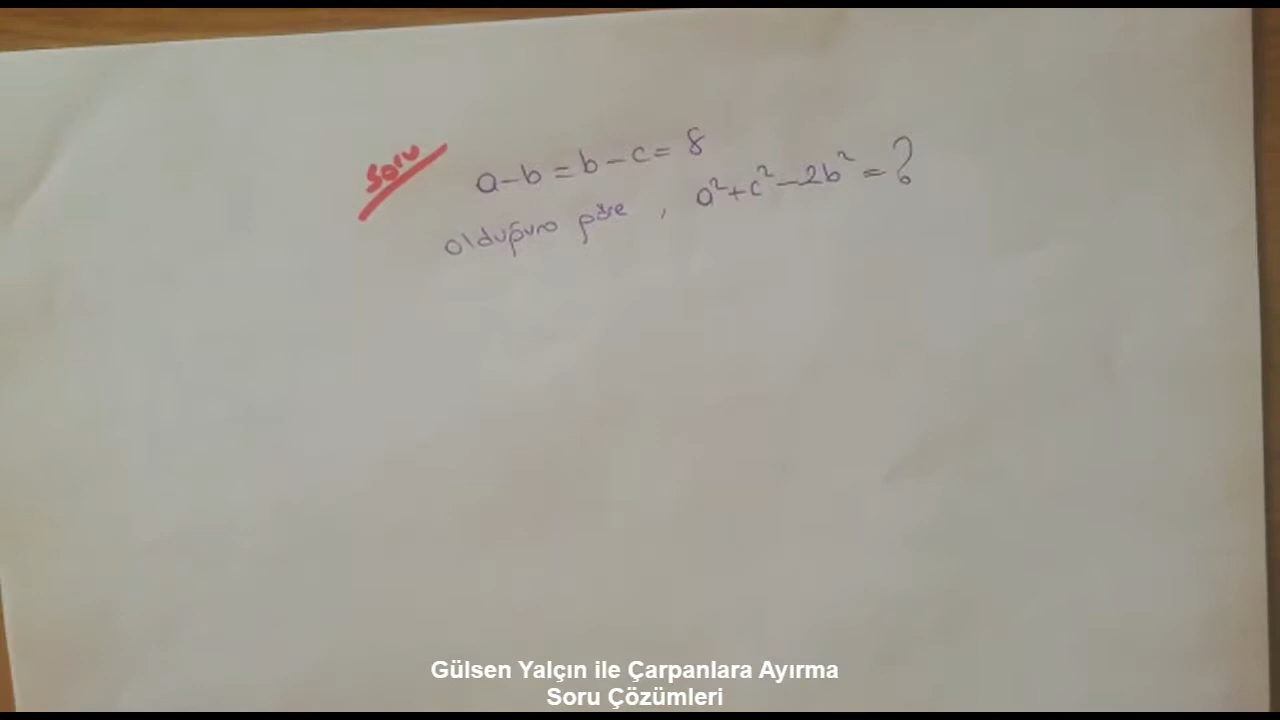 Soru
a-b = b-c = 8
olduğuna göre, a²+c²-2b² = ?
Gülsen Yalçın ile Çarpanlara Ayırma
Soru Çözümleri